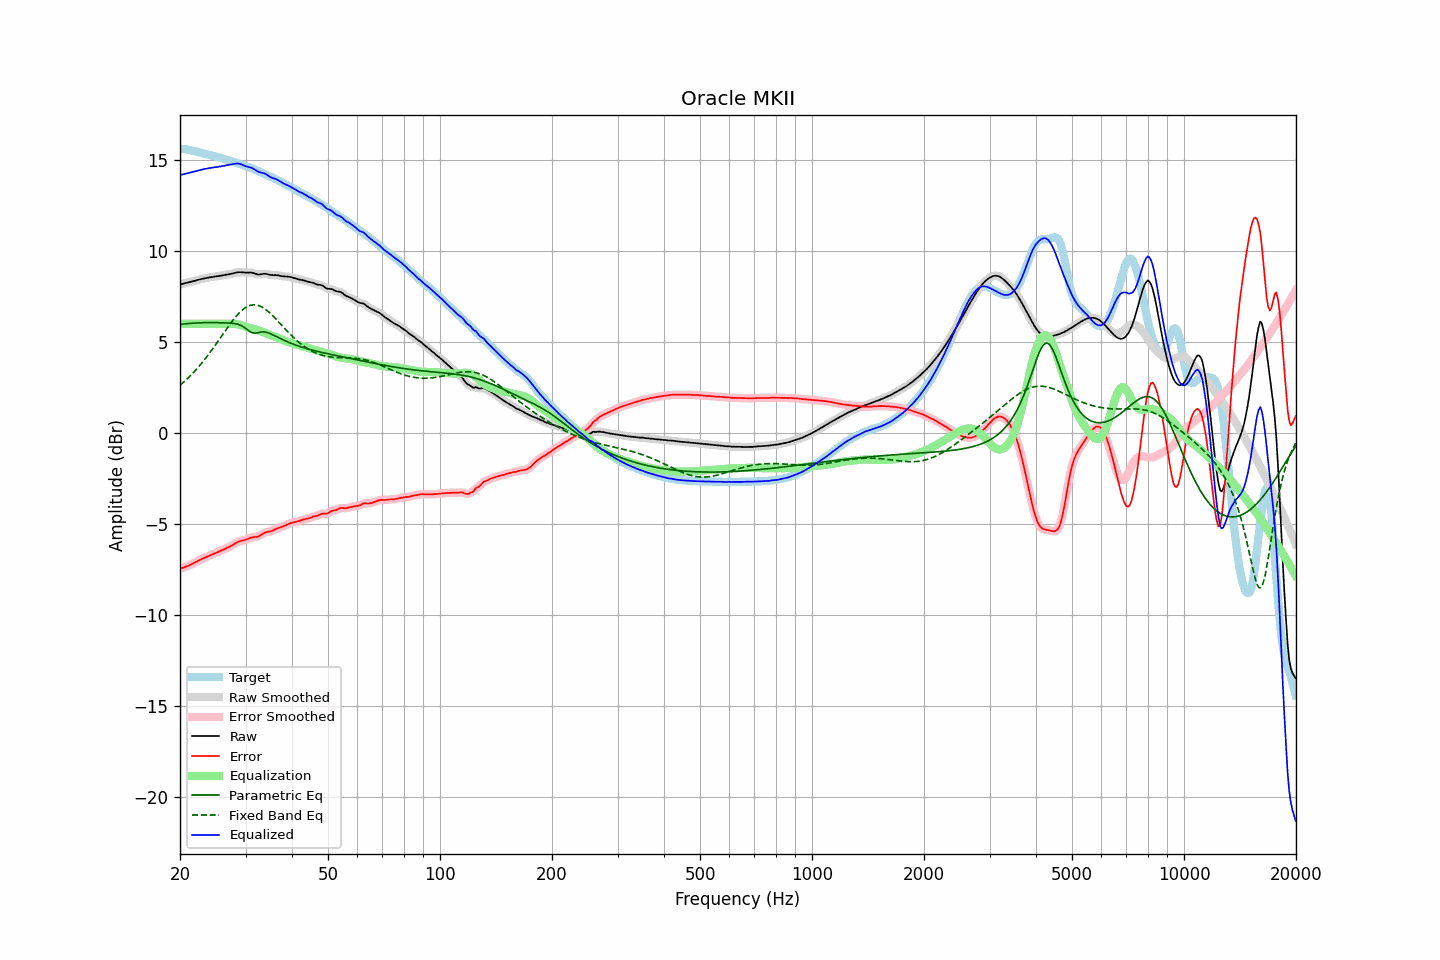 Oracle MKII
Amplitude (dBr)
15
10
5
0
−5
−10
−15
−20
Target
Raw Smoothed
Error Smoothed
Raw
Error
Equalization
Parametric Eq
Fixed Band Eq
Equalized
20 50 100 200 500 1000 2000 5000 10000 20000
Frequency (Hz)